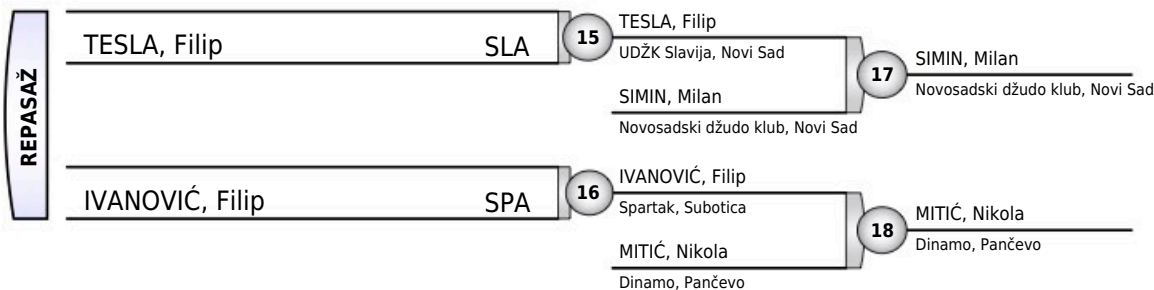 REPASAŽ
TESLA, Filip SLA
15
TESLA, Filip
UDŽK Slavija, Novi Sad
SIMIN, Milan
Novosadski džudo klub, Novi Sad
17
SIMIN, Milan
Novosadski džudo klub, Novi Sad
IVANOVIĆ, Filip SPA
16
IVANOVIĆ, Filip
Spartak, Subotica
MITIĆ, Nikola
Dinamo, Pančevo
18
MITIĆ, Nikola
Dinamo, Pančevo